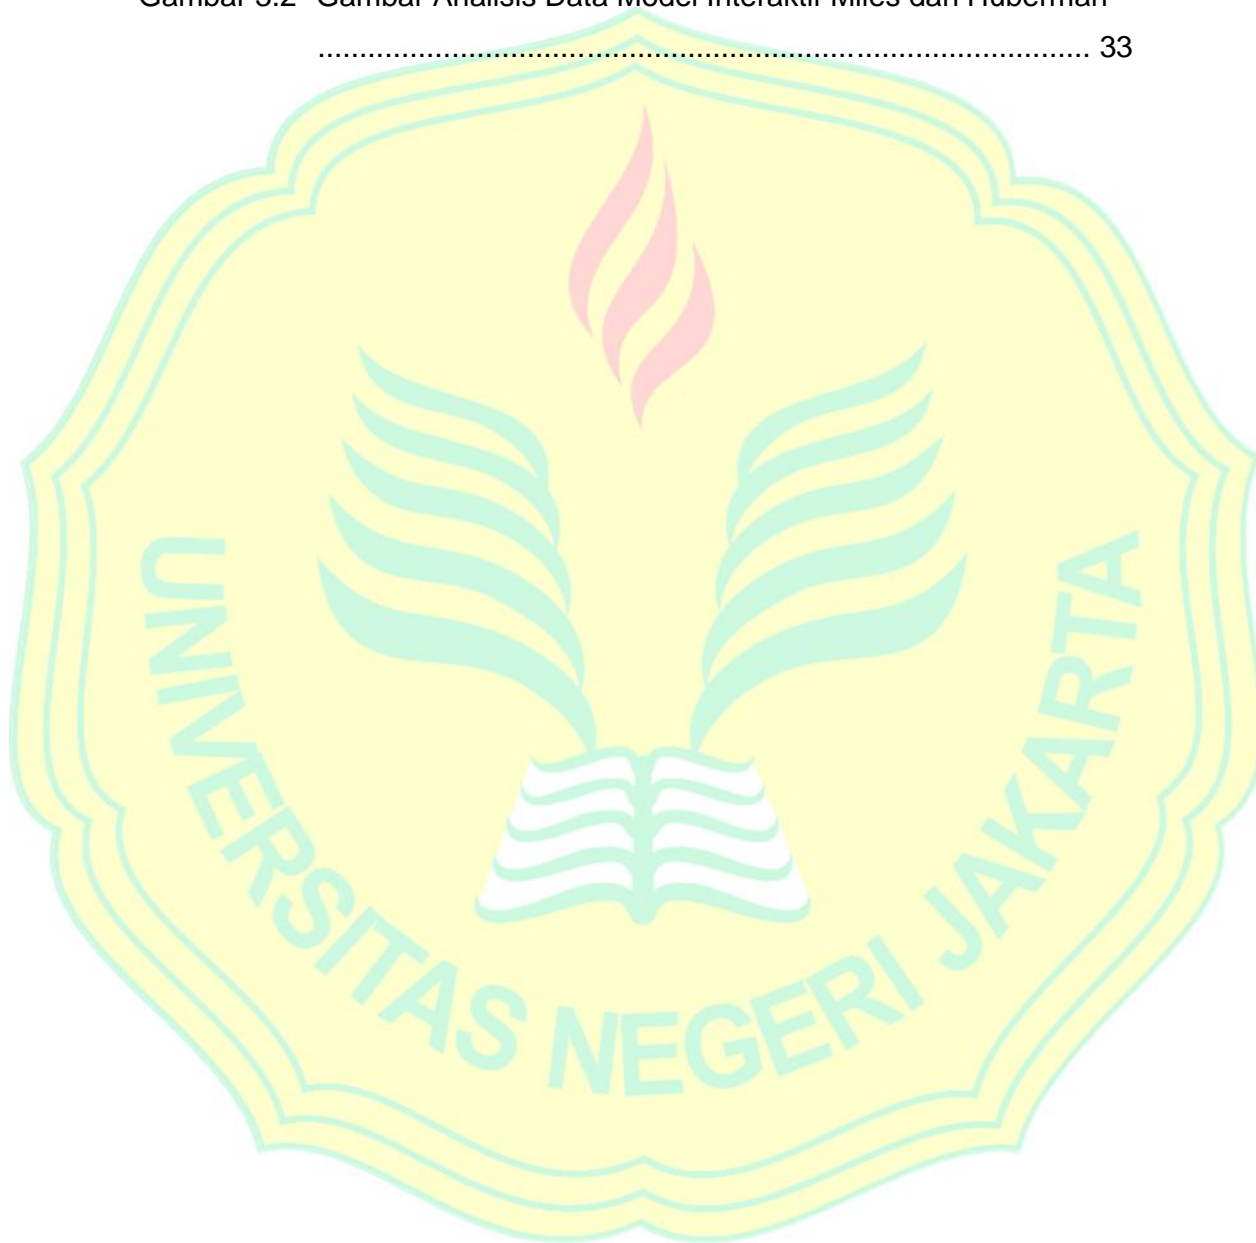 Gambar 3.2 Gambar Analisis Data Model Interaktif Miles dan Huberman
............................................................................................. 33
UNIVERSITAS NEGERI JAKARTA